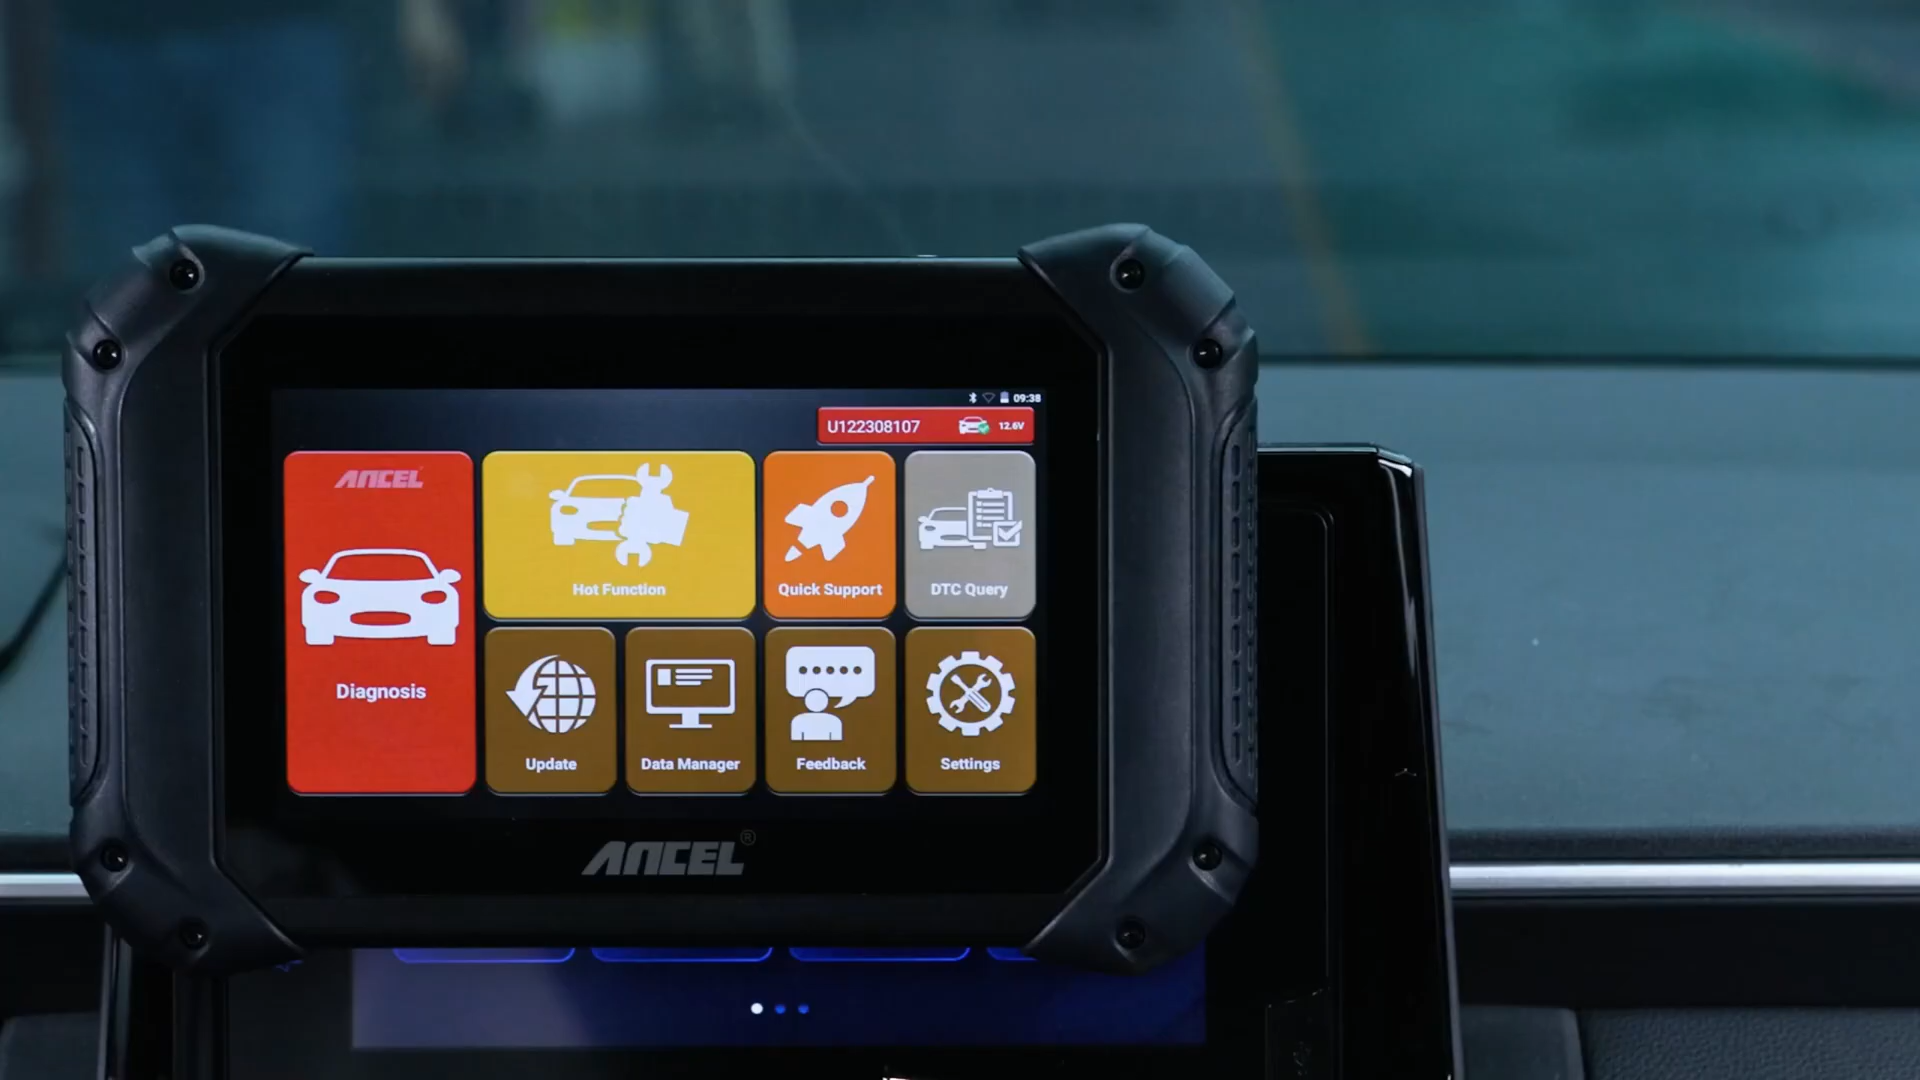 09:38
U122308107 12.6V
ANCEL
Hot Function
Quick Support
DTC Query
Diagnosis
Update
Data Manager
Feedback
Settings
ANCEL®